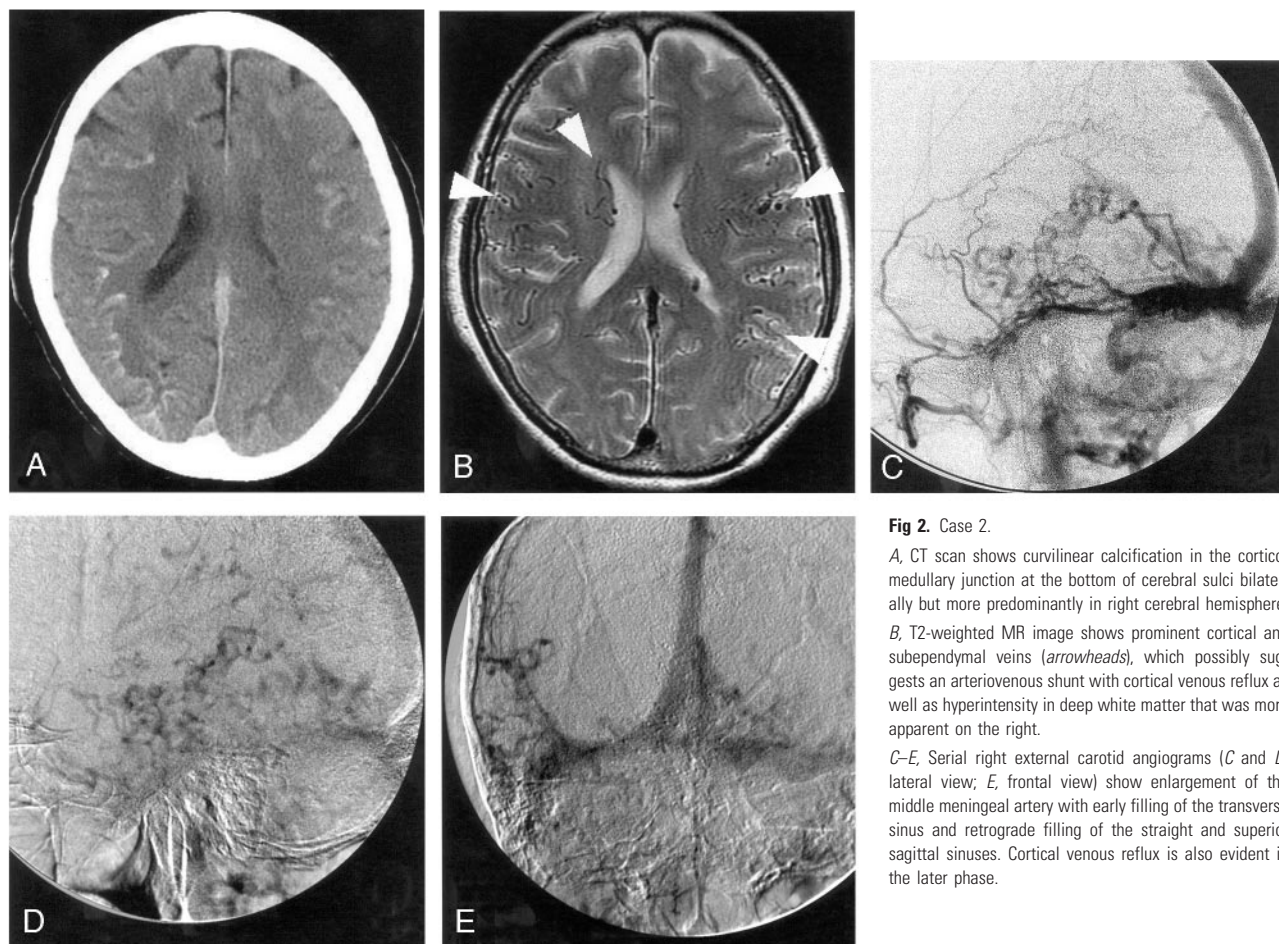 A
B
C
D
E
Fig 2. Case 2.
A, CT scan shows curvilinear calcification in the cortico
medullary junction at the bottom of cerebral sulci bilater
ally but more predominantly in right cerebral hemisphere
B, T2-weighted MR image shows prominent cortical an
subependymal veins (arrowheads), which possibly sug
gests an arteriovenous shunt with cortical venous reflux a
well as hyperintensity in deep white matter that was mor
apparent on the right.
C–E, Serial right external carotid angiograms (C and
lateral view; E, frontal view) show enlargement of th
middle meningeal artery with early filling of the transvers
sinus and retrograde filling of the straight and superio
sagittal sinuses. Cortical venous reflux is also evident i
the later phase.